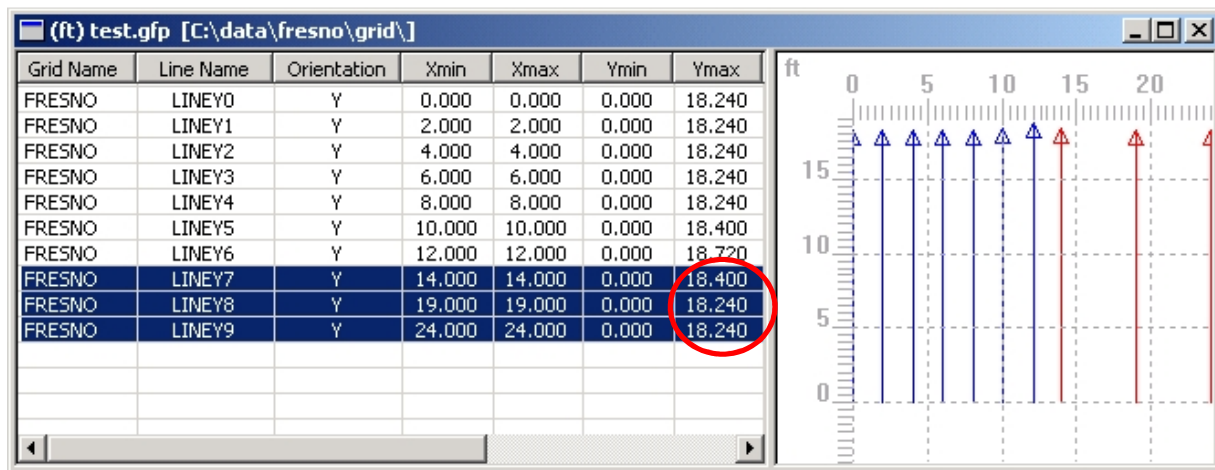 (ft) test.gfp [C:\data\fresno\grid\]
Grid Name Line Name Orientation Xmin Xmax Ymin Ymax
FRESNO LINEY0 Y 0.000 0.000 0.000 18.240
FRESNO LINEY1 Y 2.000 2.000 0.000 18.240
FRESNO LINEY2 Y 4.000 4.000 0.000 18.240
FRESNO LINEY3 Y 6.000 6.000 0.000 18.240
FRESNO LINEY4 Y 8.000 8.000 0.000 18.240
FRESNO LINEY5 Y 10.000 10.000 0.000 18.400
FRESNO LINEY6 Y 12.000 12.000 0.000 18.720
FRESNO LINEY7 Y 14.000 14.000 0.000 18.400
FRESNO LINEY8 Y 19.000 19.000 0.000 18.240
FRESNO LINEY9 Y 24.000 24.000 0.000 18.240
ft
0 5 10 15 20
15
10
5
0